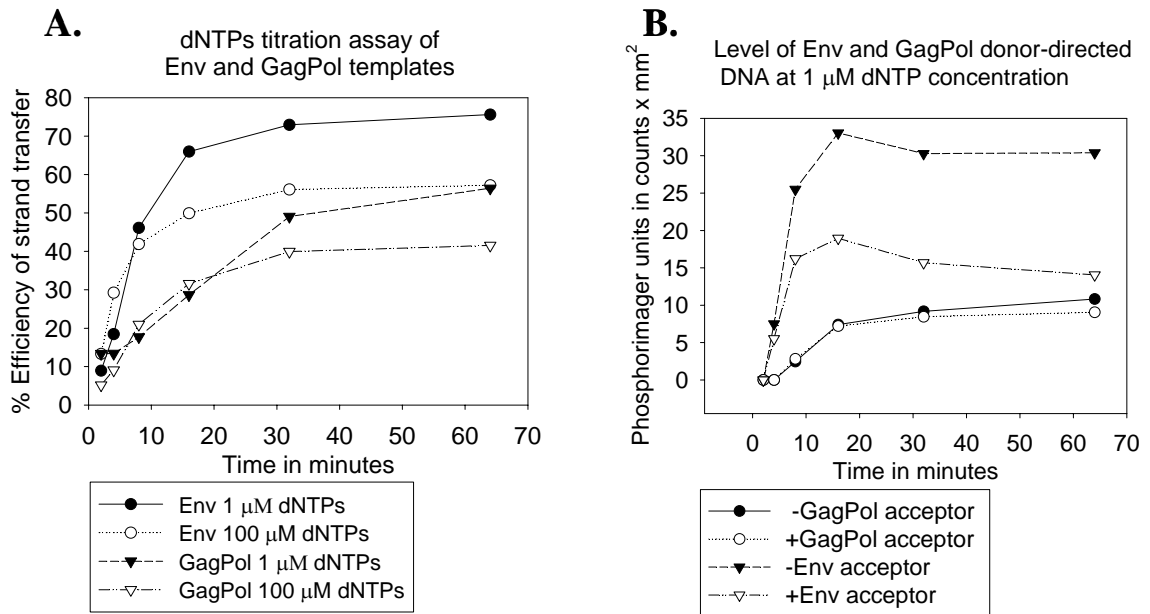 A.
dNTPs titration assay of
Env and GagPol templates
% Efficiency of strand transfer
80
70
60
50
40
30
20
10
0
0 10 20 30 40 50 60 70
Time in minutes
Env 1 μM dNTPs
Env 100 μM dNTPs
GagPol 1 μM dNTPs
GagPol 100 μM dNTPs
B.
Level of Env and GagPol donor-directed
DNA at 1 μM dNTP concentration
Phosphorimager units in counts x mm²
35
30
25
20
15
10
5
0
0 10 20 30 40 50 60 70
Time in minutes
-GagPol acceptor
+GagPol acceptor
-Env acceptor
+Env acceptor